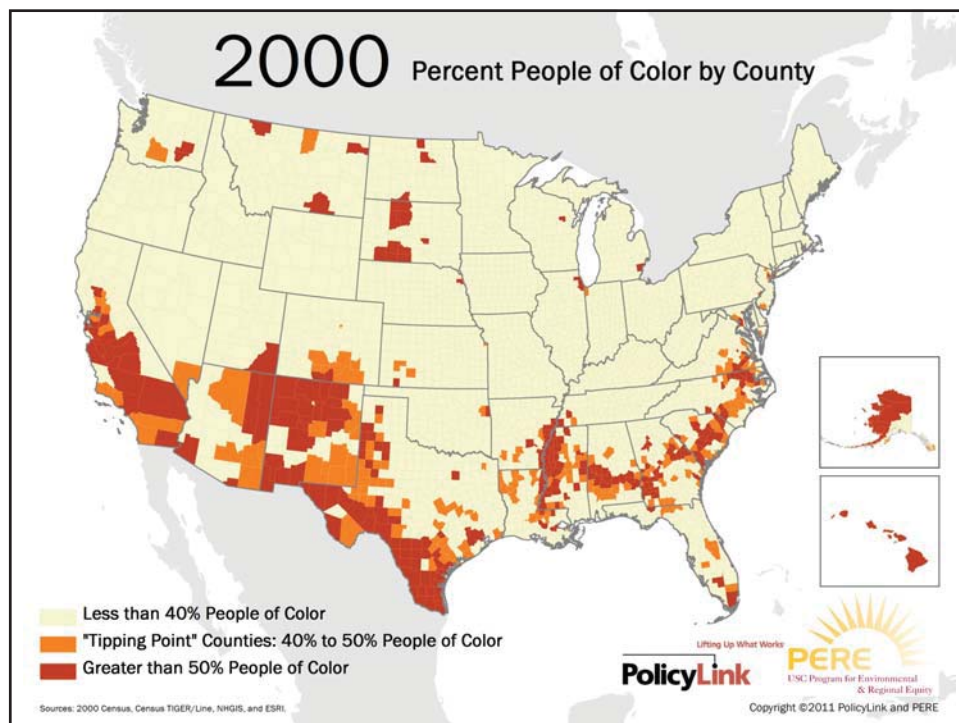 2000 Percent People of Color by County
Less than 40% People of Color
"Tipping Point" Counties: 40% to 50% People of Color
Greater than 50% People of Color
Lifting Up What Works
PolicyLink
PERE
USC Program for Environmental
& Regional Equity
Sources: 2000 Census, Census TIGER/Line, NHGIS, and ESRI.
Copyright ©2011 PolicyLink and PERE